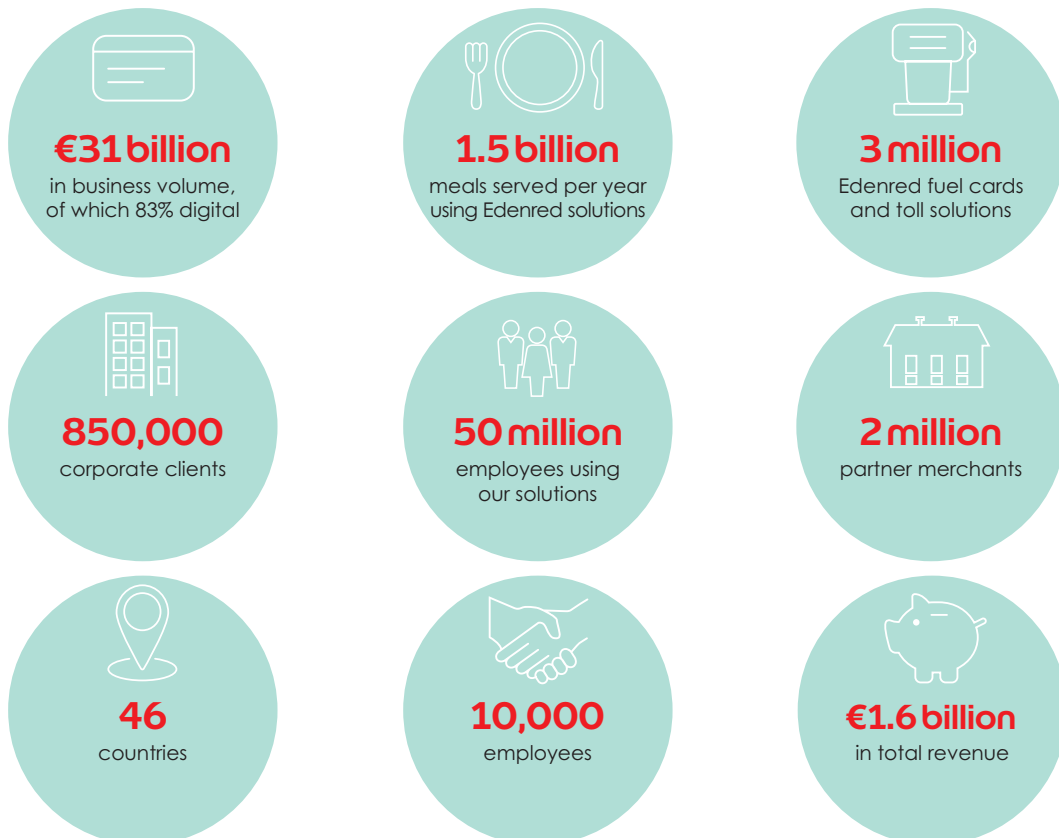 €31 billion
in business volume,
of which 83% digital
1.5 billion
meals served per year
using Edenred solutions
3 million
Edenred fuel cards
and toll solutions
850,000
corporate clients
50 million
employees using
our solutions
2 million
partner merchants
46
countries
10,000
employees
€1.6 billion
in total revenue